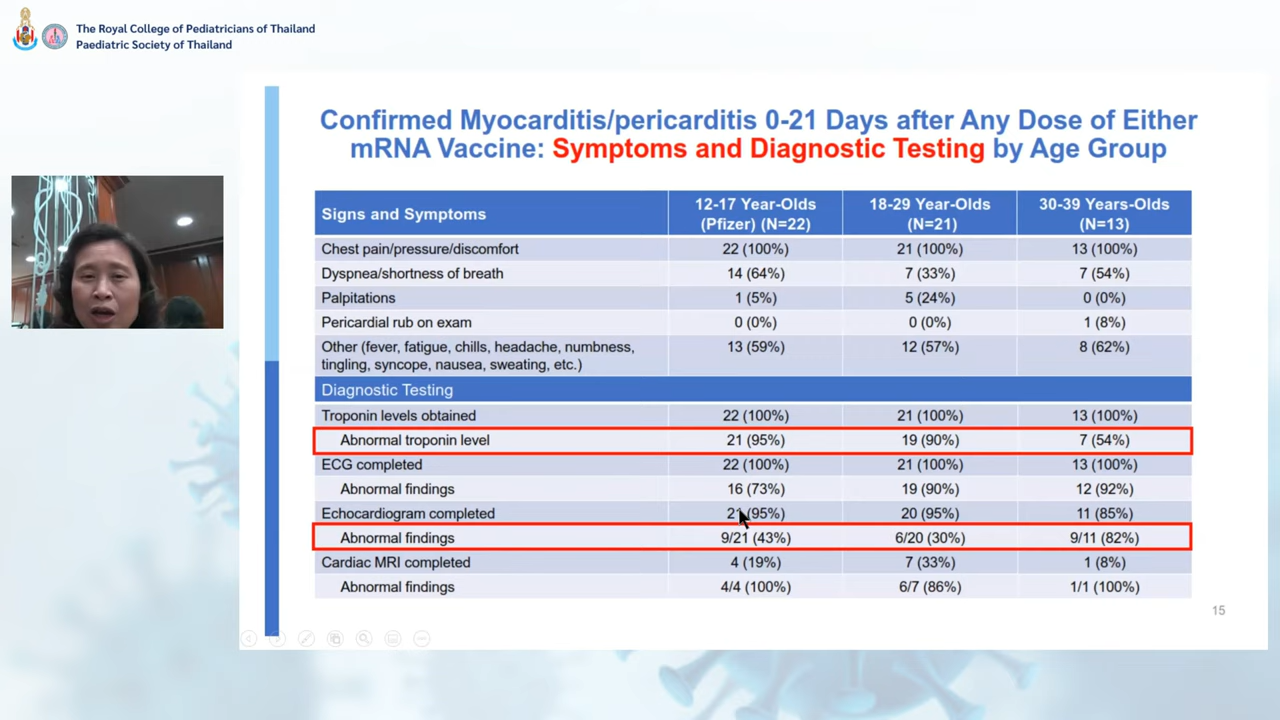 The Royal College of Pediatricians of Thailand
Paediatric Society of Thailand
Confirmed Myocarditis/pericarditis 0-21 Days after Any Dose of Either
mRNA Vaccine: Symptoms and Diagnostic Testing by Age Group
Signs and Symptoms
12-17 Year-Olds
(Pfizer) (N=22)
18-29 Year-Olds
(N=21)
30-39 Years-Olds
(N=13)
Chest pain/pressure/discomfort 22 (100%) 21 (100%) 13 (100%)
Dyspnea/shortness of breath 14 (64%) 7 (33%) 7 (54%)
Palpitations 1 (5%) 5 (24%) 0 (0%)
Pericardial rub on exam 0 (0%) 0 (0%) 1 (8%)
Other (fever, fatigue, chills, headache, numbness, 13 (59%) 12 (57%) 8 (62%)
tingling, syncope, nausea, sweating, etc.)
Diagnostic Testing
Troponin levels obtained 22 (100%) 21 (100%) 13 (100%)
Abnormal troponin level 21 (95%) 19 (90%) 7 (54%)
ECG completed 22 (100%) 21 (100%) 13 (100%)
Abnormal findings 16 (73%) 19 (90%) 12 (92%)
Echocardiogram completed 21 (95%) 20 (95%) 11 (85%)
Abnormal findings 9/21 (43%) 6/20 (30%) 9/11 (82%)
Cardiac MRI completed 4 (19%) 7 (33%) 1 (8%)
Abnormal findings 4/4 (100%) 6/7 (86%) 1/1 (100%)
15